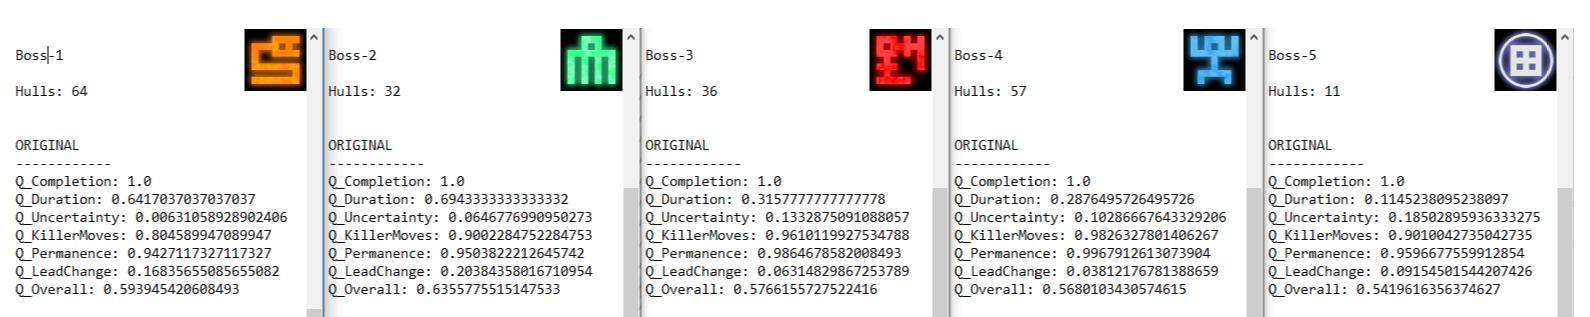 Boss-1
Hulls: 64
ORIGINAL
------------
Q_Completion: 1.0
Q_Duration: 0.6417037037037037
Q_Uncertainty: 0.00631058928902406
Q_KillerMoves: 0.804589947089947
Q_Permanence: 0.9427117327117327
Q_LeadChange: 0.16835655085655082
Q_Overall: 0.593945420608493
Boss-2
Hulls: 32
ORIGINAL
------------
Q_Completion: 1.0
Q_Duration: 0.6943333333333332
Q_Uncertainty: 0.0646776990950273
Q_KillerMoves: 0.9002284752284753
Q_Permanence: 0.9503822212645742
Q_LeadChange: 0.20384358016710954
Q_Overall: 0.6355775515147533
Boss-3
Hulls: 36
ORIGINAL
------------
Q_Completion: 1.0
Q_Duration: 0.3157777777777778
Q_Uncertainty: 0.1332875091088057
Q_KillerMoves: 0.9610119927534788
Q_Permanence: 0.9864678582008493
Q_LeadChange: 0.06314829867253789
Q_Overall: 0.5766155727522416
Boss-4
Hulls: 57
ORIGINAL
------------
Q_Completion: 1.0
Q_Duration: 0.2876495726495726
Q_Uncertainty: 0.10286667643329206
Q_KillerMoves: 0.9826327801406267
Q_Permanence: 0.9967912613073904
Q_LeadChange: 0.03812176781388659
Q_Overall: 0.5680103430574615
Boss-5
Hulls: 11
ORIGINAL
------------
Q_Completion: 1.0
Q_Duration: 0.1145238095238097
Q_Uncertainty: 0.18502895936333275
Q_KillerMoves: 0.9010042735042735
Q_Permanence: 0.9596677559912854
Q_LeadChange: 0.09154501544207426
Q_Overall: 0.5419616356374627